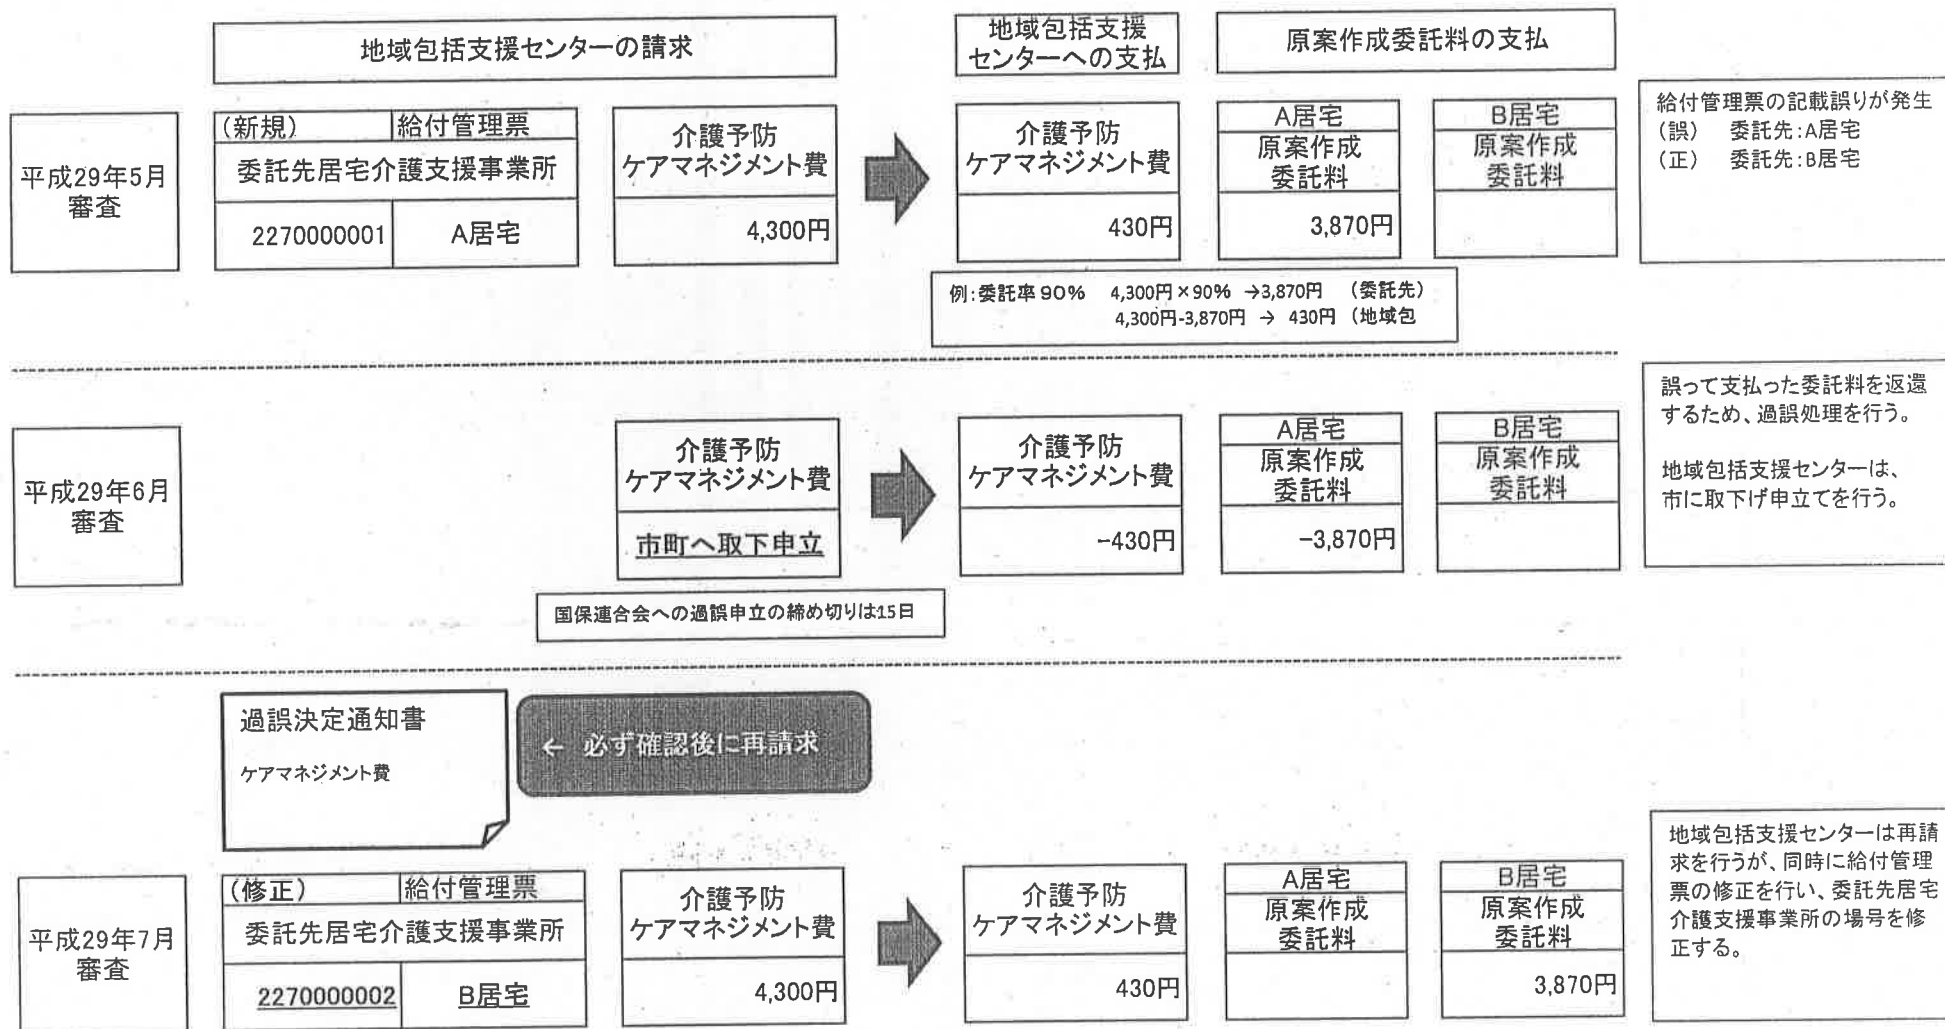 地域包括支援センターの請求
地域包括支援
センターへの支払
原案作成委託料の支払
平成29年5月
審査
(新規) 給付管理票
委託先居宅介護支援事業所
2270000001 A居宅
介護予防
ケアマネジメント費
4,300円
介護予防
ケアマネジメント費
430円
A居宅
原案作成
委託料
3,870円
B居宅
原案作成
委託料
給付管理票の記載誤りが発生
(誤) 委託先:A居宅
(正) 委託先:B居宅
例:委託率90% 4,300円×90% →3,870円 (委託先)
4,300円-3,870円 → 430円 (地域包
平成29年6月
審査
介護予防
ケアマネジメント費
市町へ取下申立
介護予防
ケアマネジメント費
-430円
A居宅
原案作成
委託料
-3,870円
B居宅
原案作成
委託料
誤って支払った委託料を返還
するため、過誤処理を行う。
地域包括支援センターは、
市に取下げ申立てを行う。
国保連合会への過誤申立の締め切りは15日
過誤決定通知書
ケアマネジメント費
← 必ず確認後に再請求
平成29年7月
審査
(修正) 給付管理票
委託先居宅介護支援事業所
2270000002 B居宅
介護予防
ケアマネジメント費
4,300円
介護予防
ケアマネジメント費
430円
A居宅
原案作成
委託料
B居宅
原案作成
委託料
3,870円
地域包括支援センターは再請
求を行うが、同時に給付管理
票の修正を行い、委託先居宅
介護支援事業所の場号を修
正する。